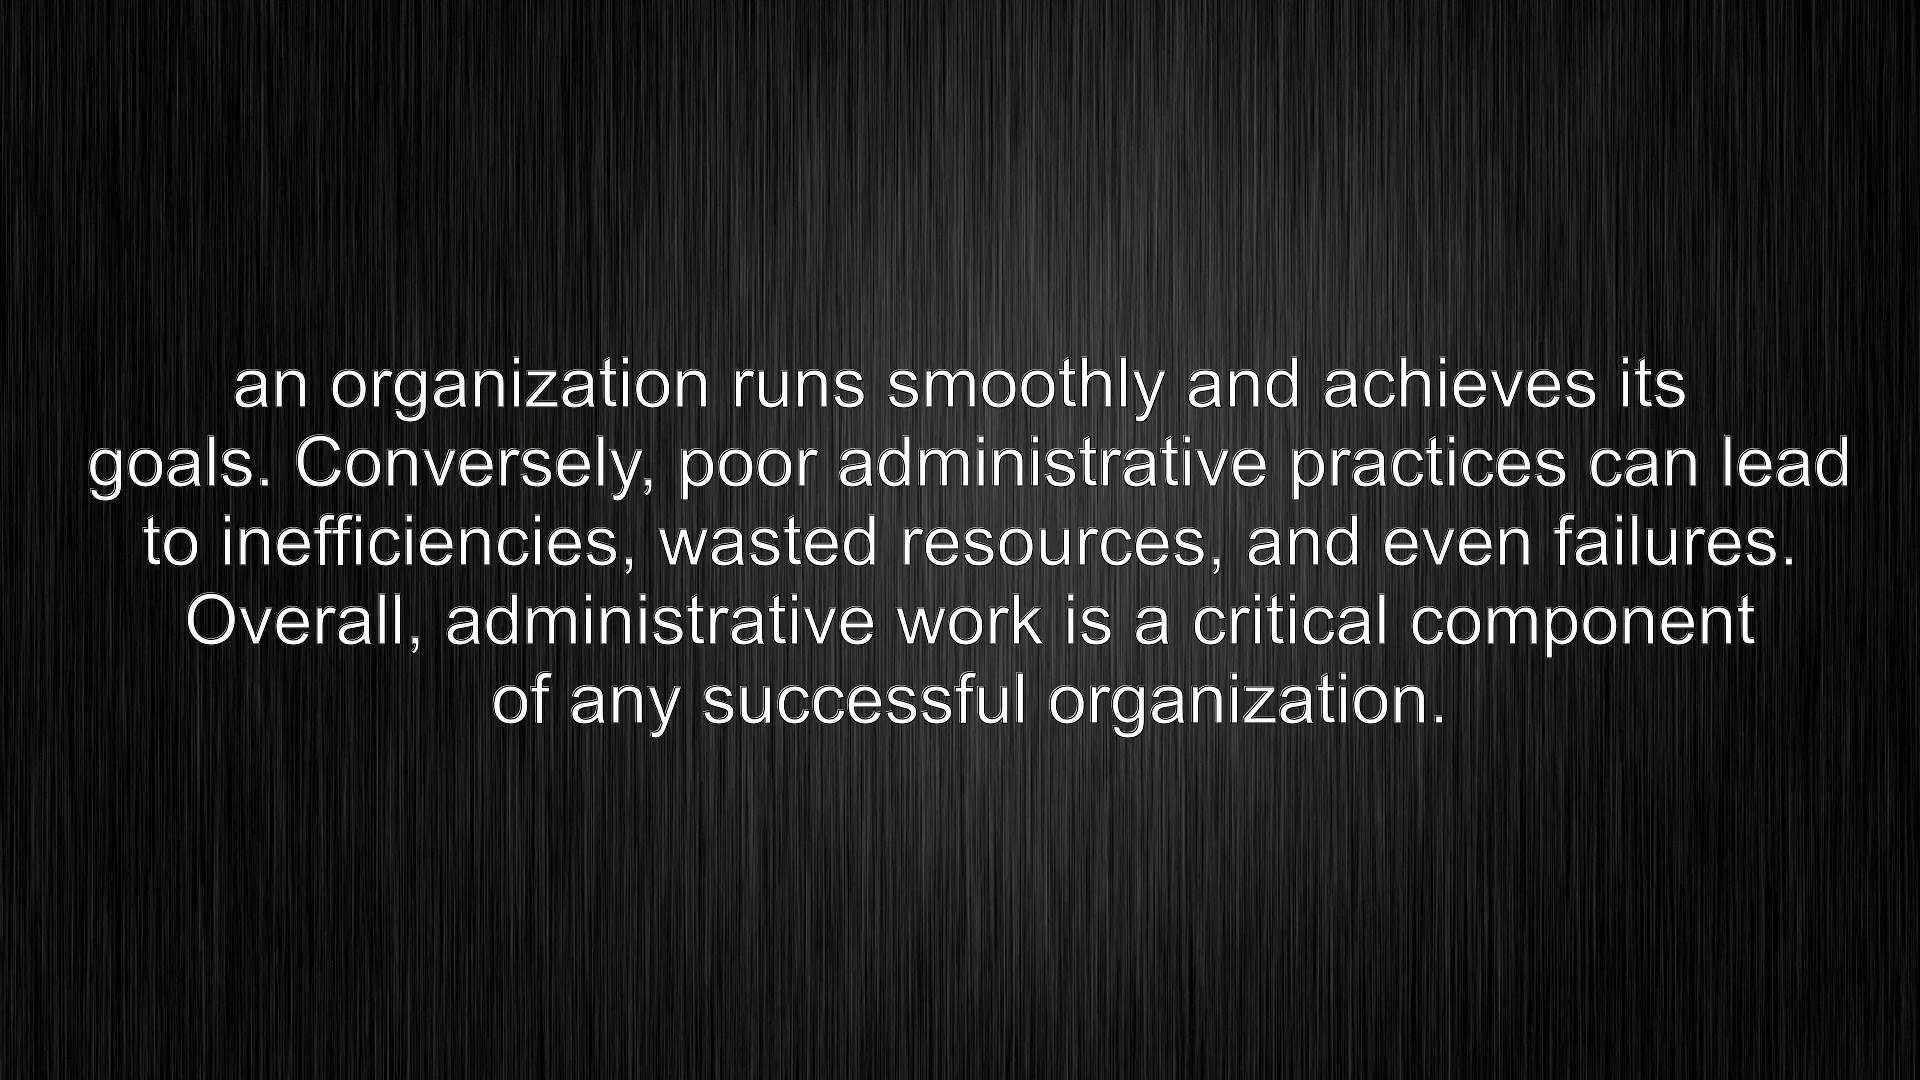 an organization runs smoothly and achieves its
goals. Conversely, poor administrative practices can lead
to inefficiencies, wasted resources, and even failures.
Overall, administrative work is a critical component
of any successful organization.